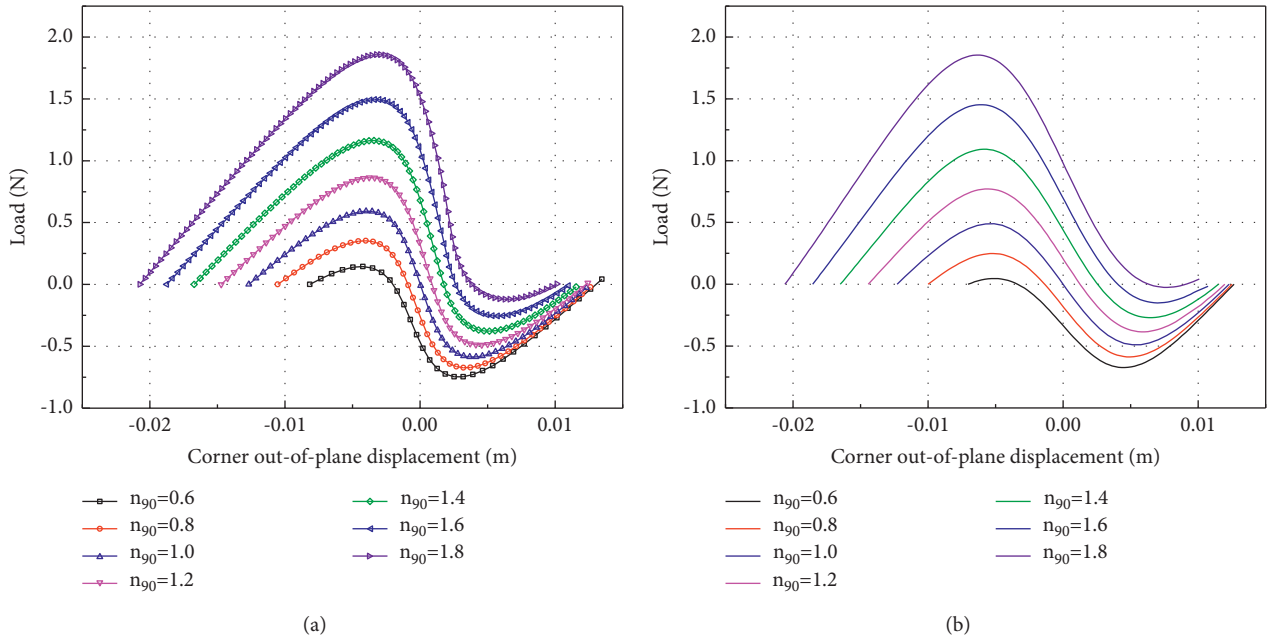 2.0
1.5
1.0
0.5
0.0
-0.5
-1.0
Load (N)
-0.02 -0.01 0.00 0.01
Corner out-of-plane displacement (m)
n90=0.6 n90=1.4
n90=0.8 n90=1.6
n90=1.0 n90=1.8
n90=1.2
(a)
2.0
1.5
1.0
0.5
0.0
-0.5
-1.0
Load (N)
-0.02 -0.01 0.00 0.01
Corner out-of-plane displacement (m)
n90=0.6 n90=1.4
n90=0.8 n90=1.6
n90=1.0 n90=1.8
n90=1.2
(b)